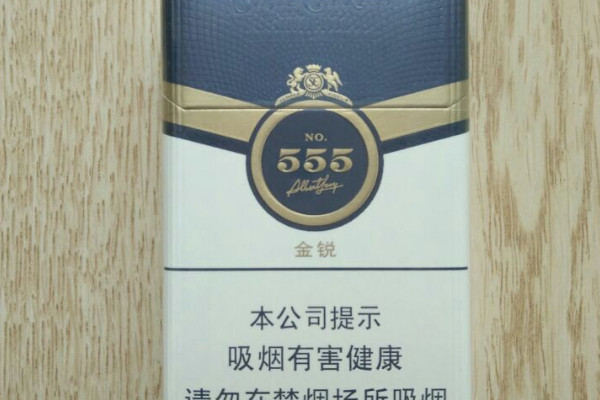 NO.
555
金锐
本公司提示
吸烟有害健康
请勿在禁烟场所吸烟